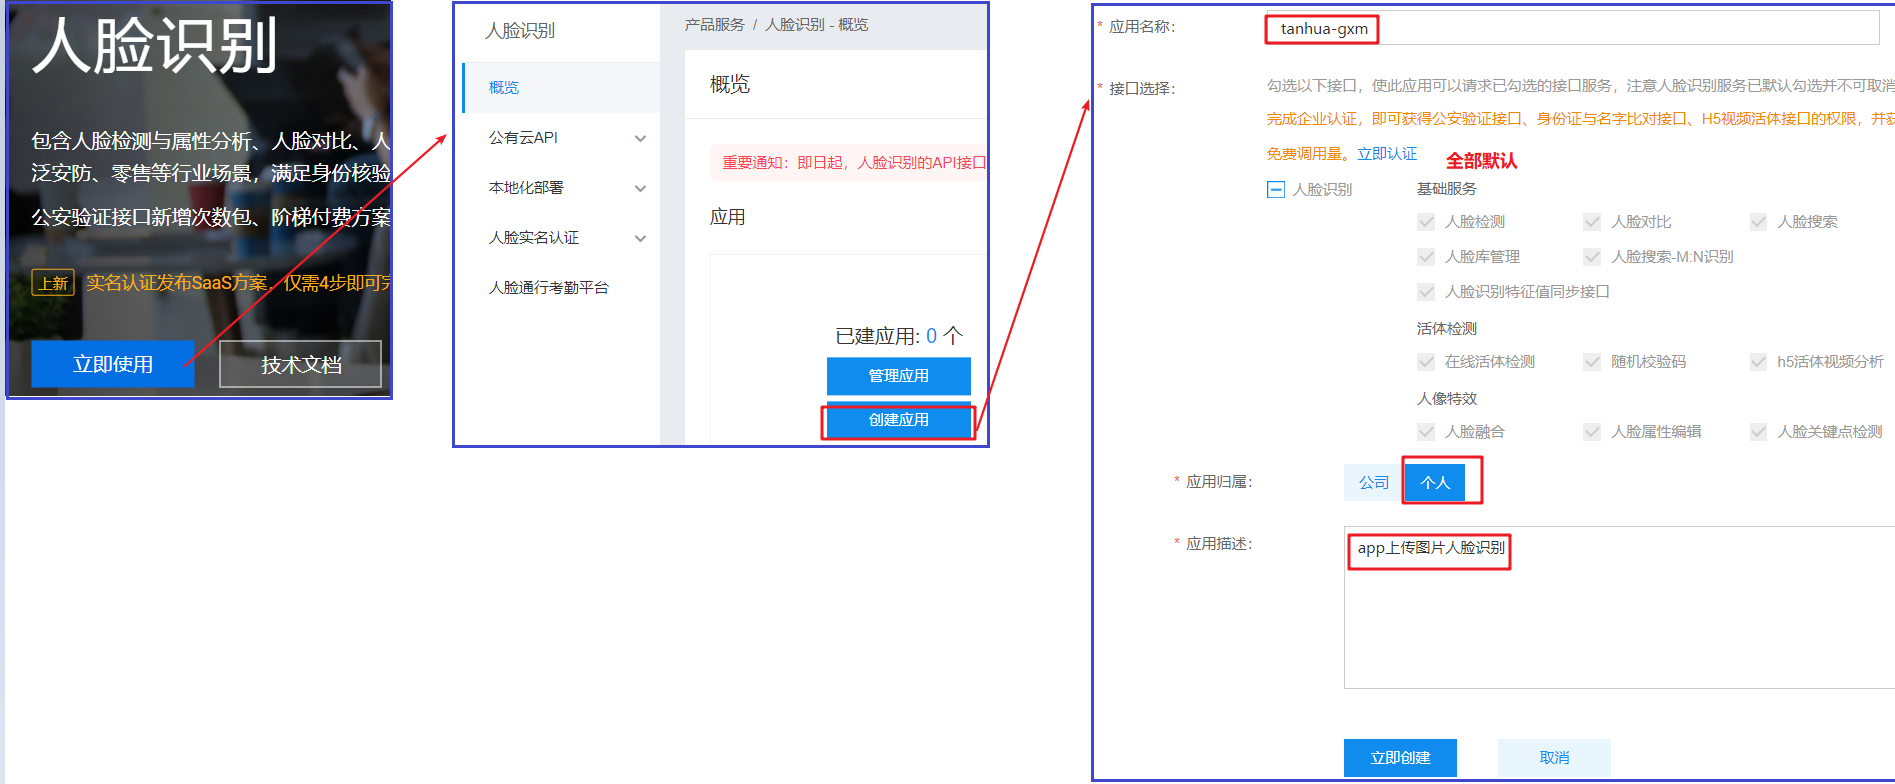 人脸识别
包含人脸检测与属性分析、人脸对比、人
泛安防、零售等行业场景，满足身份核验
公安验证接口新增次数包、阶梯付费方案
上新 实名认证发布SaaS方案，仅需4步即可完
立即使用
技术文档
人脸识别
概览
公有云API
本地化部署
人脸实名认证
人脸通行考勤平台
产品服务 / 人脸识别 - 概览
概览
重要通知：即日起，人脸识别的API接口
应用
已建应用: 0 个
管理应用
创建应用
* 应用名称： tanhua-gxm
* 接口选择： 勾选以下接口，使此应用可以请求已勾选的接口服务，注意人脸识别服务已默认勾选并不可取消
完成企业认证，即可获得公安验证接口、身份证与名字比对接口、H5视频活体接口的权限，并获
免费调用量。立即认证 全部默认
人脸识别 基础服务
人脸检测 人脸对比 人脸搜索
人脸库管理 人脸搜索-M:N识别
人脸识别特征值同步接口
活体检测
在线活体检测 随机校验码 h5活体视频分析
人像特效
人脸融合 人脸属性编辑 人脸关键点检测
* 应用归属： 公司 个人
* 应用描述： app上传图片人脸识别
立即创建 取消